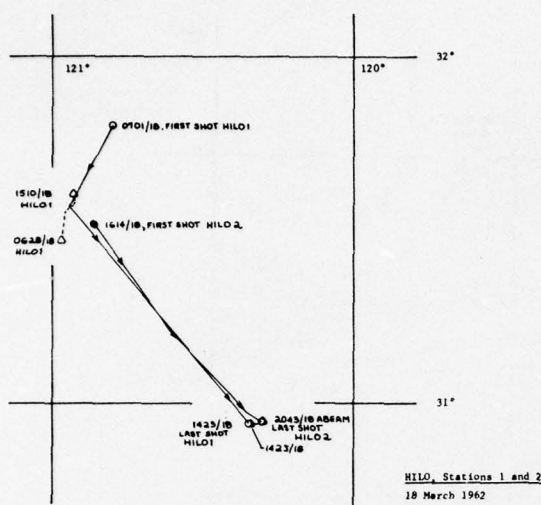 32°
121°
120°
0701/18, FIRST SHOT HILO1
1510/18
HILO1
1614/18, FIRST SHOT HILO2
0628/18
HILO1
31°
1423/18
LAST SHOT
HILO1
2043/18 ABEAM
LAST SHOT
HILO2
1423/18
HILO, Stations 1 and 2
18 March 1962